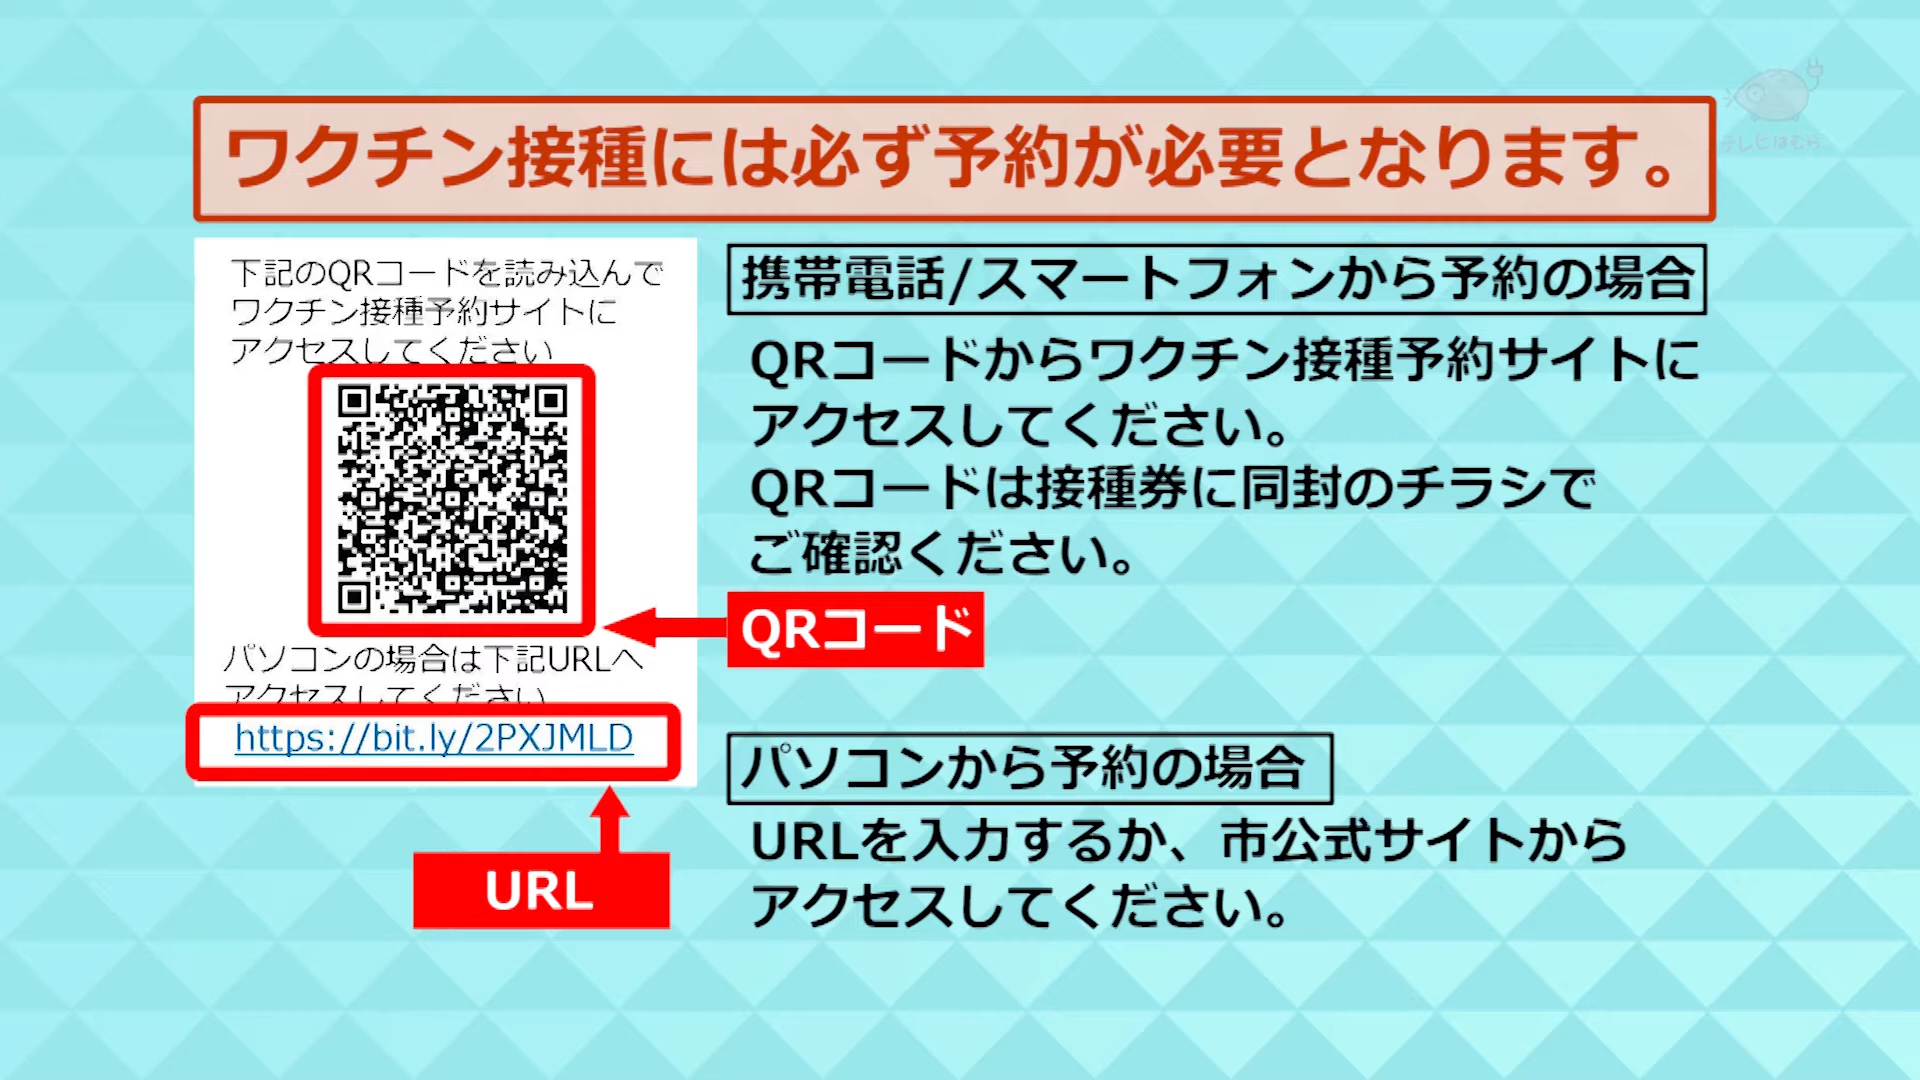 ワクチン接種には必ず予約が必要となります。
テレビはむら
下記のQRコードを読み込んで
ワクチン接種予約サイトに
アクセスしてください
パソコンの場合は下記URLへ
アクセスしてください
https://bit.ly/2PXJMLD
URL
携帯電話/スマートフォンから予約の場合
QRコードからワクチン接種予約サイトに
アクセスしてください。
QRコードは接種券に同封のチラシで
ご確認ください。
QRコード
パソコンから予約の場合
URLを入力するか、市公式サイトから
アクセスしてください。